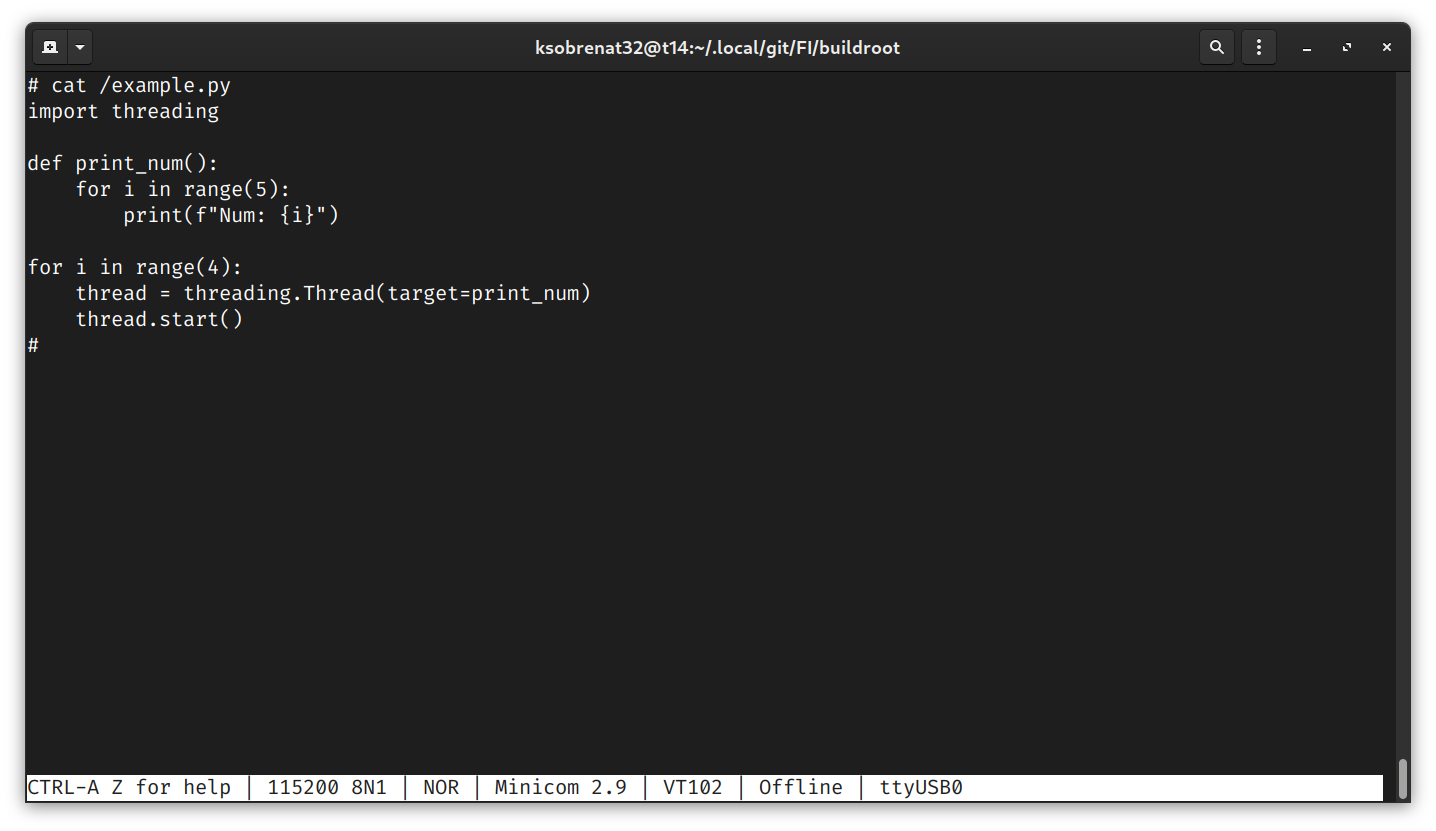 ksobrenat32@t14:~/.local/git/FI/buildroot
# cat /example.py
import threading

def print_num():
    for i in range(5):
        print(f"Num: {i}")

for i in range(4):
    thread = threading.Thread(target=print_num)
    thread.start()
#
CTRL-A Z for help | 115200 8N1 | NOR | Minicom 2.9 | VT102 | Offline | ttyUSB0